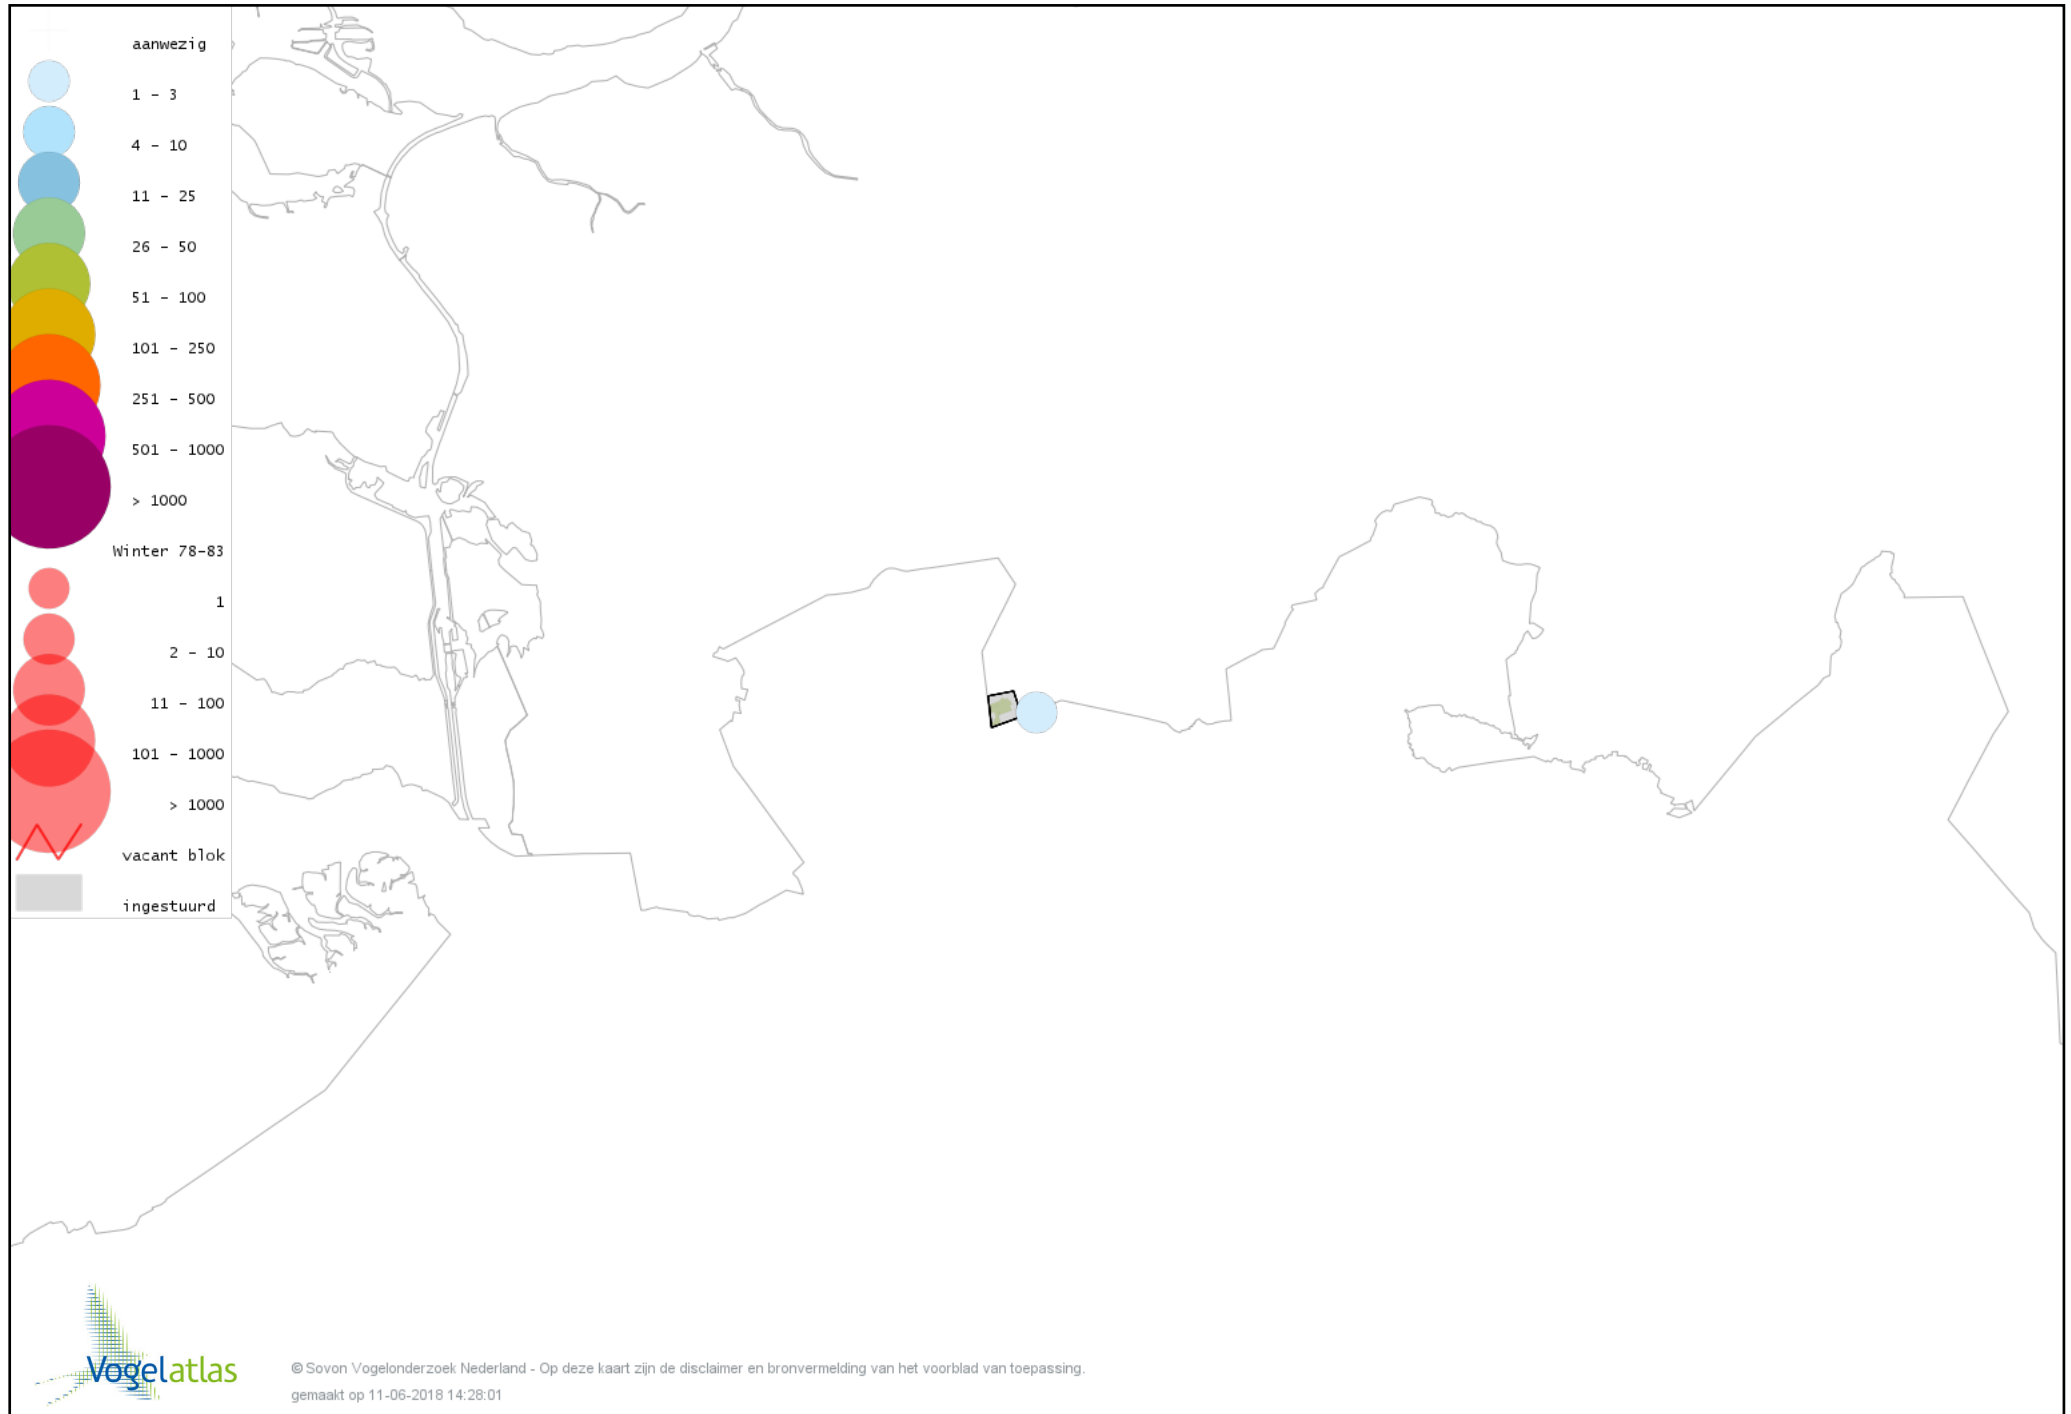 aanwezig
1 - 3
4 - 10
11 - 25
26 - 50
51 - 100
101 - 250
251 - 500
501 - 1000
> 1000
Winter 78-83
1
2 - 10
11 - 100
101 - 1000
> 1000
vacant blok
ingestuurd
Vogelatlas
© Sovon Vogelonderzoek Nederland - Op deze kaart zijn de disclaimer en bronvermelding van het voorblad van toepassing.
gemaakt op 11-06-2018 14:28:01